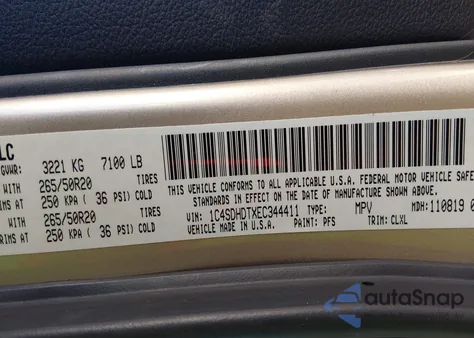 LC
GVWR: 3221 KG 7100 LB
WITH 265/50R20 TIRES
RIMS AT 250 KPA ( 36 PSI) COLD
WITH 265/50R20 TIRES
RIMS AT 250 KPA ( 36 PSI) COLD
THIS VEHICLE CONFORMS TO ALL APPLICABLE U.S.A. FEDERAL MOTOR VEHICLE SAFE
STANDARDS IN EFFECT ON THE DATE OF MANUFACTURE SHOWN ABOVE.
VIN: 1C4SDHDTXEC344411 TYPE: MPV MDH: 110819
VEHICLE MADE IN U.S.A. PAINT: PFS TRIM: CLXL
autoSnap